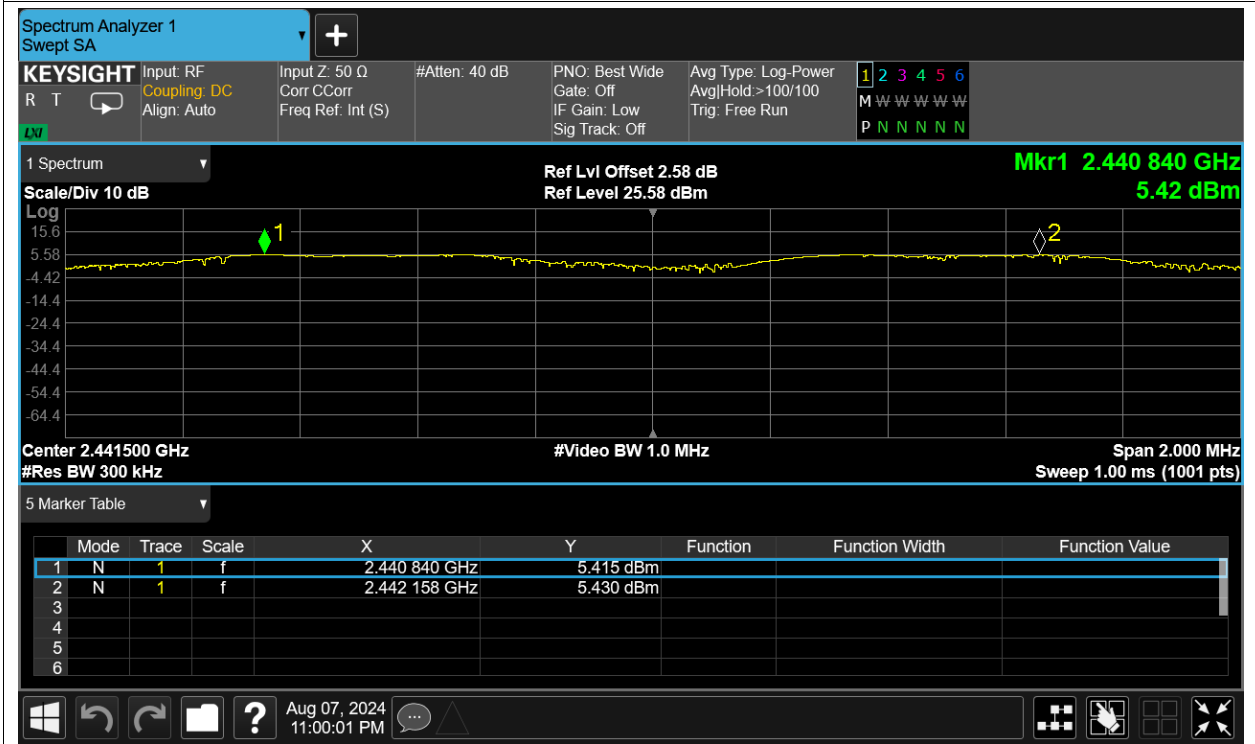 Spectrum Analyzer 1
Swept SA
+
KEYSIGHT
R T
LXI
Input: RF
Coupling: DC
Align: Auto
Input Z: 50 Ω
Corr CCorr
Freq Ref: Int (S)
#Atten: 40 dB
PNO: Best Wide
Gate: Off
IF Gain: Low
Sig Track: Off
Avg Type: Log-Power
Avg|Hold:>100/100
Trig: Free Run
1 2 3 4 5 6
M W W W W W
P N N N N N
1 Spectrum
Scale/Div 10 dB
Ref Lvl Offset 2.58 dB
Ref Level 25.58 dBm
Mkr1 2.440 840 GHz
5.42 dBm
Log
15.6
5.58
-4.42
-14.4
-24.4
-34.4
-44.4
-54.4
-64.4
1
2
Center 2.441500 GHz
#Res BW 300 kHz
#Video BW 1.0 MHz
Span 2.000 MHz
Sweep 1.00 ms (1001 pts)
5 Marker Table
Mode Trace Scale X Y Function Function Width Function Value
1 N 1 f 2.440 840 GHz 5.415 dBm
2 N 1 f 2.442 158 GHz 5.430 dBm
3
4
5
6
?
Aug 07, 2024
11:00:01 PM